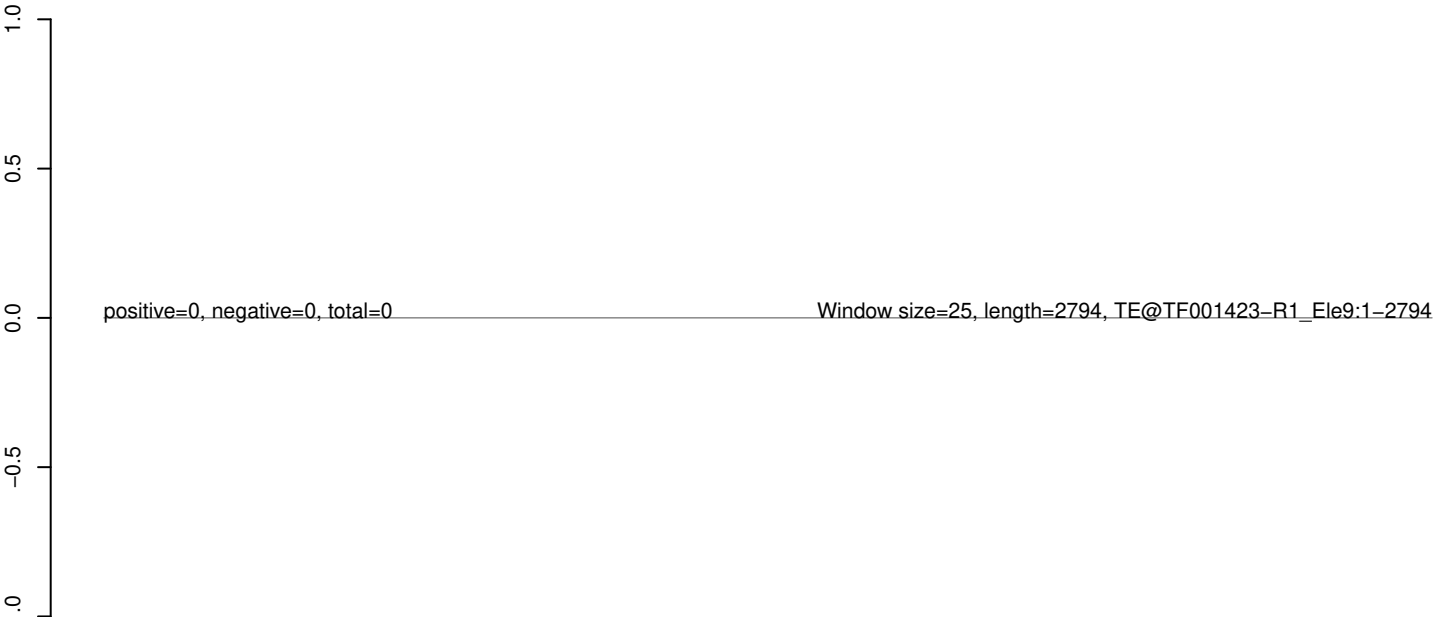 1.0
0.5
0.0
−0.5
.0
positive=0, negative=0, total=0
Window size=25, length=2794, TE@TF001423−R1_Ele9:1−2794